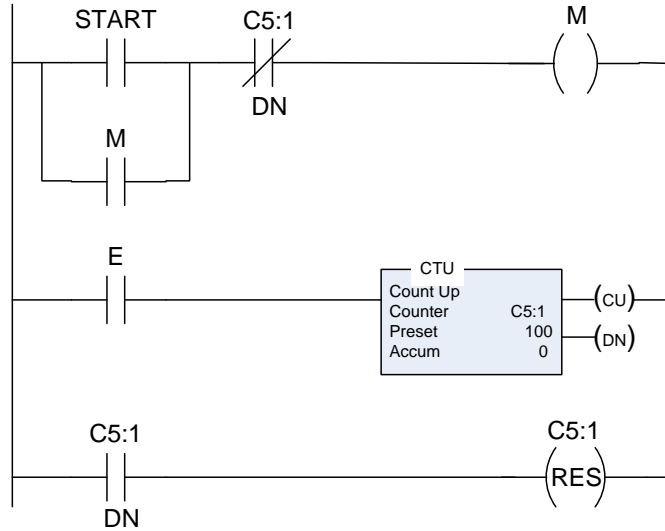 START
C5:1
M
DN
M
E
CTU
Count Up
Counter C5:1
Preset 100
Accum 0
(CU)
(DN)
C5:1
DN
C5:1
RES